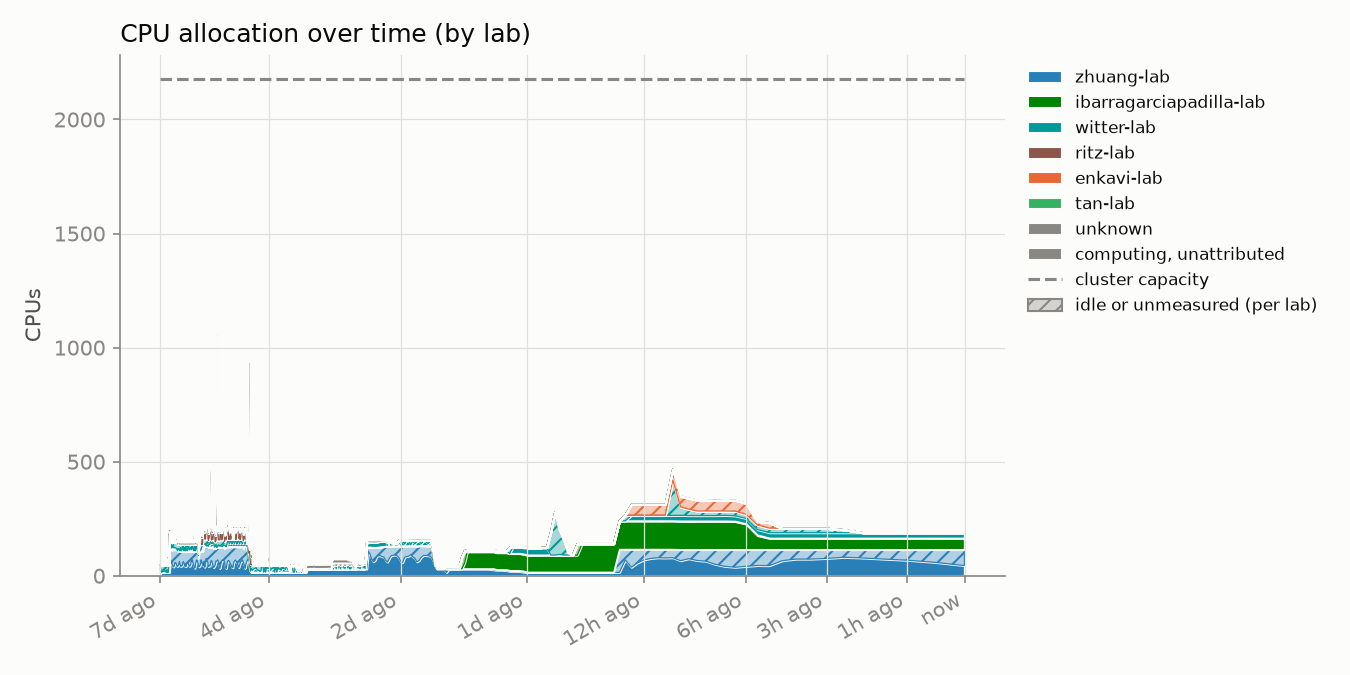 CPU allocation over time (by lab)
CPUs
2000
1500
1000
500
0
7d ago
4d ago
2d ago
1d ago
12h ago
6h ago
3h ago
1h ago
now
zhuang-lab
ibarragarciapadilla-lab
witter-lab
ritz-lab
enkavi-lab
tan-lab
unknown
computing, unattributed
cluster capacity
idle or unmeasured (per lab)